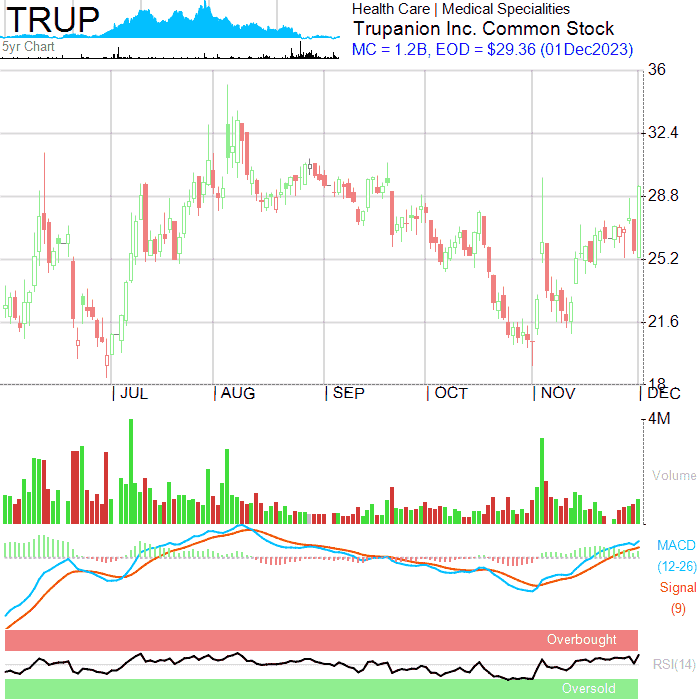 TRUP
5yr Chart
Health Care | Medical Specialities
Trupanion Inc. Common Stock
MC = 1.2B, EOD = $29.36 (01Dec2023)
36
32.4
28.8
25.2
21.6
18
| JUL | AUG | SEP | OCT | NOV | DEC
4M
Volume
MACD
(12-26)
Signal
(9)
Overbought
RSI(14)
Oversold